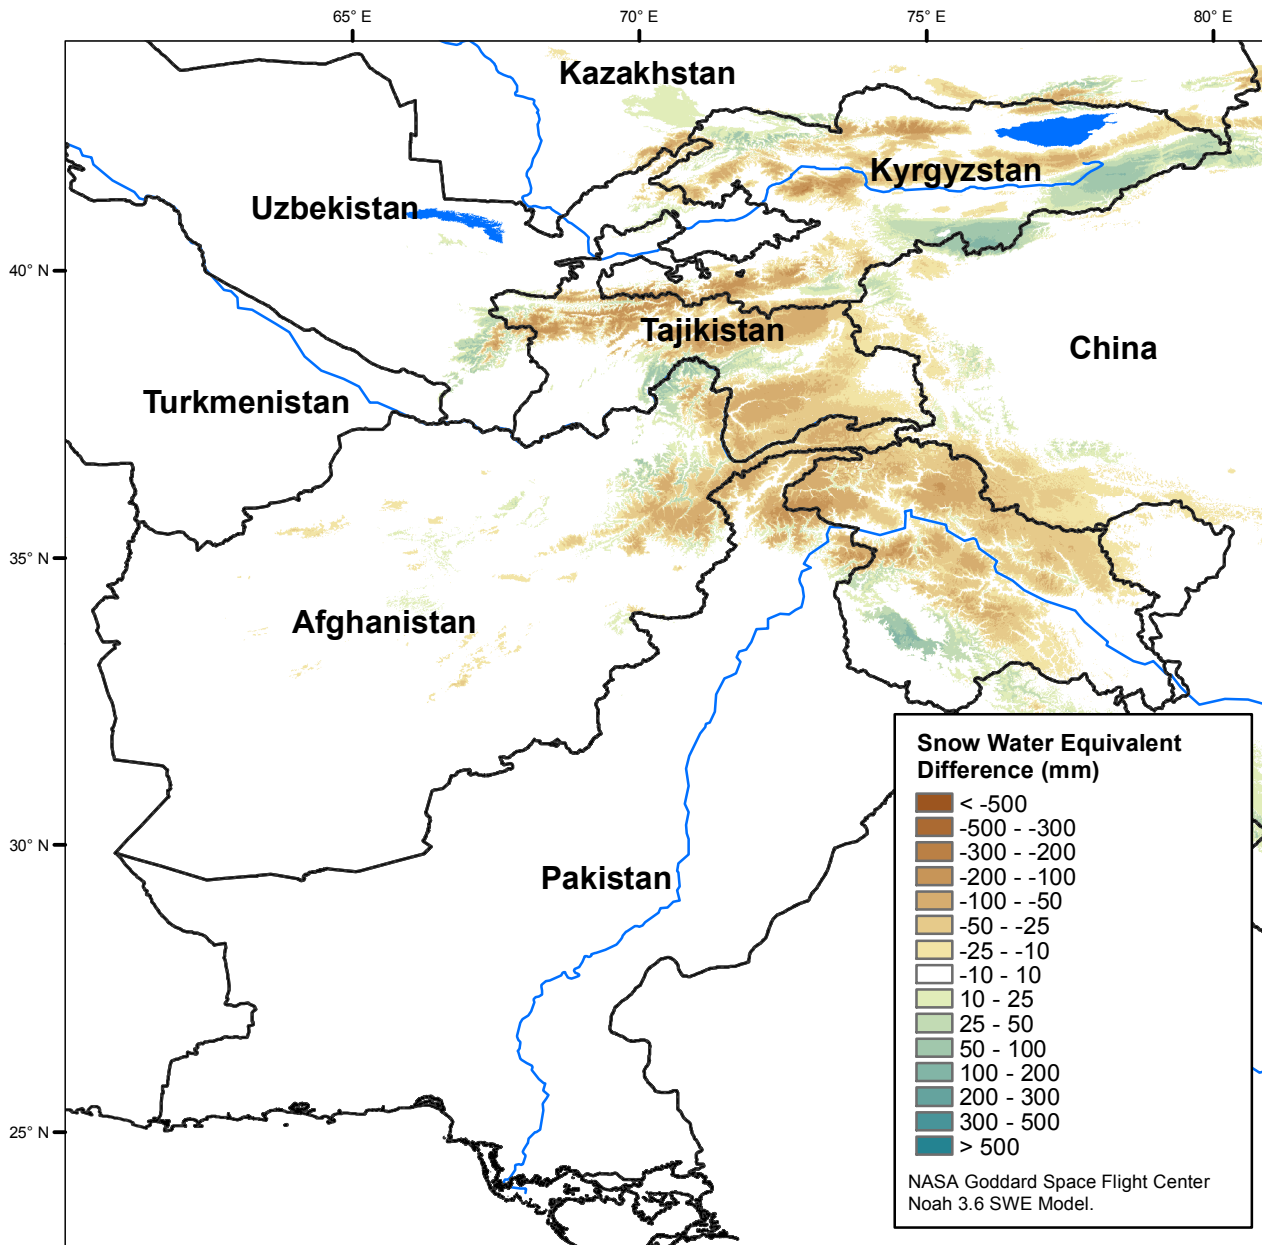 65° E
70° E
75° E
80° E
Kazakhstan
Kyrgyzstan
Uzbekistan
40° N
Tajikistan
China
Turkmenistan
35° N
Afghanistan
Snow Water Equivalent
Difference (mm)
< -500
-500 - -300
-300 - -200
-200 - -100
-100 - -50
-50 - -25
-25 - -10
-10 - 10
10 - 25
25 - 50
50 - 100
100 - 200
200 - 300
300 - 500
> 500
NASA Goddard Space Flight Center
Noah 3.6 SWE Model.
30° N
Pakistan
25° N